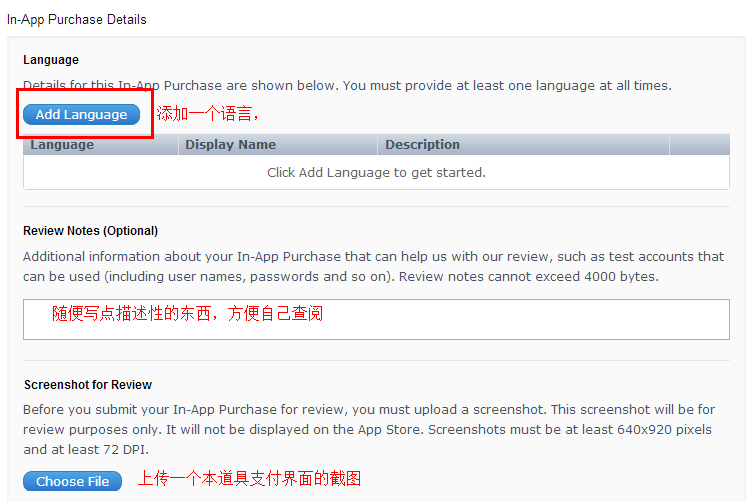 In-App Purchase Details
Language
Details for this In-App Purchase are shown below. You must provide at least one language at all times.
Add Language 添加一个语言,
Language Display Name Description
Click Add Language to get started.
Review Notes (Optional)
Additional information about your In-App Purchase that can help us with our review, such as test accounts that
can be used (including user names, passwords and so on). Review notes cannot exceed 4000 bytes.
随便写点描述性的东西，方便自己查阅
Screenshot for Review
Before you submit your In-App Purchase for review, you must upload a screenshot. This screenshot will be for
review purposes only. It will not be displayed on the App Store. Screenshots must be at least 640x920 pixels
and at least 72 DPI.
Choose File 上传一个本道具支付界面的截图